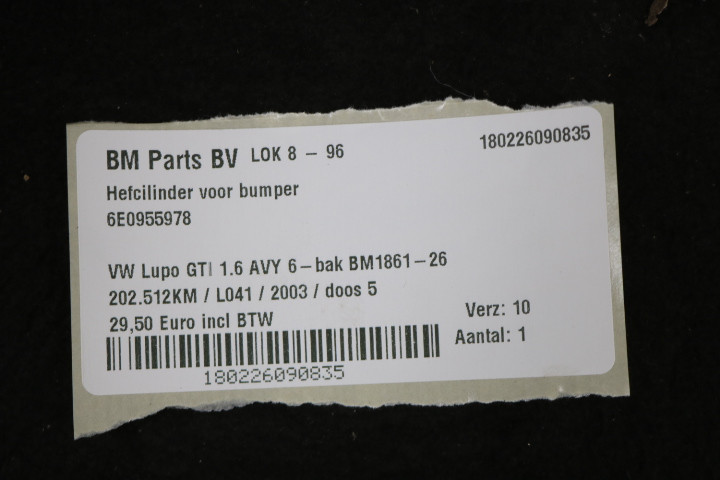 BM Parts BV LOK 8 - 96
180226090835
Hefcilinder voor bumper
6E0955978
VW Lupo GTI 1.6 AVY 6-bak BM1861-26
202.512KM / L041 / 2003 / doos 5
29,50 Euro incl BTW
Verz: 10
Aantal: 1
180226090835